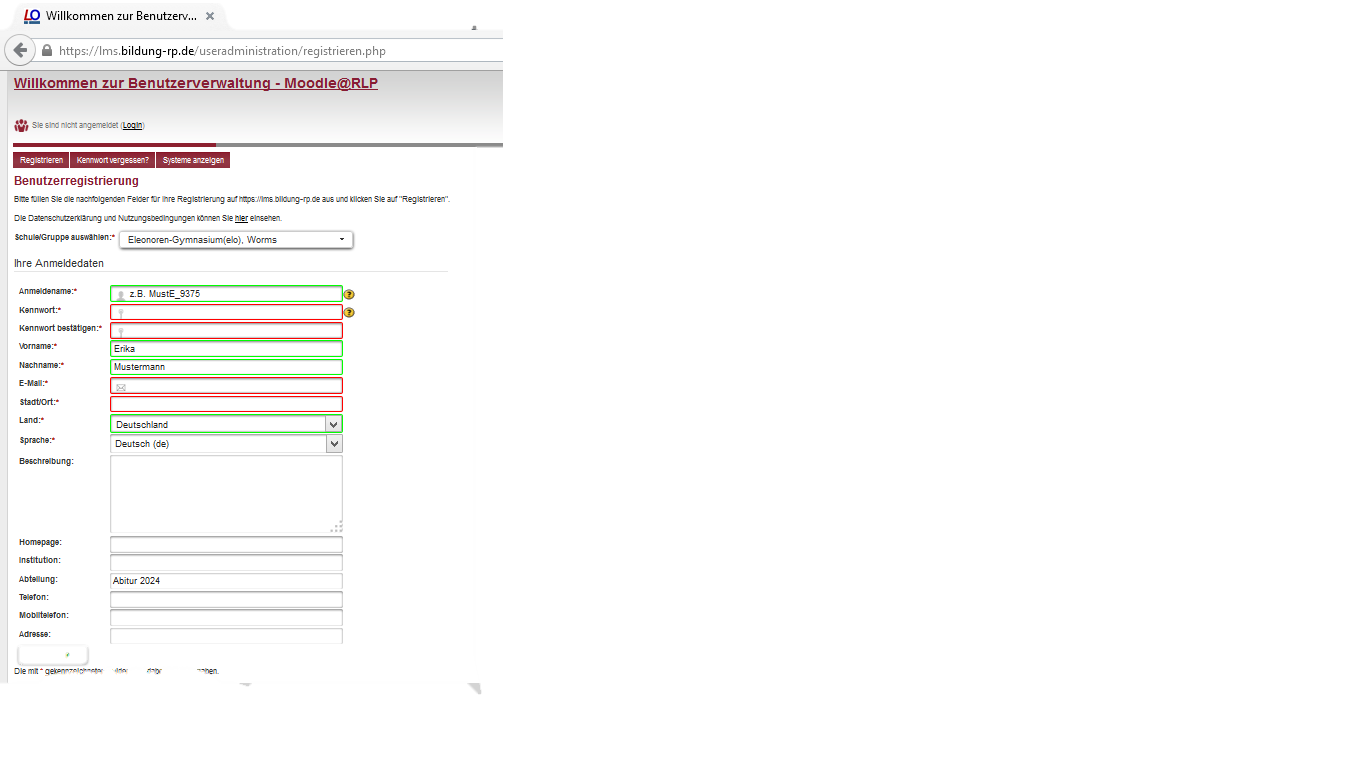 LO Willkommen zur Benutzerv...
https://lms.bildung-rp.de/useradministration/registrieren.php
Willkommen zur Benutzerverwaltung - Moodle@RLP
Sie sind nicht angemeldet (Login)
Registrieren Kennwort vergessen? Systeme anzeigen
Benutzerregistrierung
Bitte füllen Sie die nachfolgenden Felder für Ihre Registrierung auf https://lms.bildung-rp.de aus und klicken Sie auf "Registrieren".
Die Datenschutzerklärung und Nutzungsbedingungen können Sie hier einsehen.
Schule/Gruppe auswählen:* Eleonoren-Gymnasium(elo), Worms
Ihre Anmeldedaten
Anmeldename:* z.B. MustE_9375
Kennwort:*
Kennwort bestätigen:*
Vorname:* Erika
Nachname:* Mustermann
E-Mail:*
Stadt/Ort:*
Land:* Deutschland
Sprache:* Deutsch (de)
Beschreibung:
Homepage:
Institution:
Abteilung: Abitur 2024
Telefon:
Mobiltelefon:
Adresse:
Die mit * gekennzeichneten